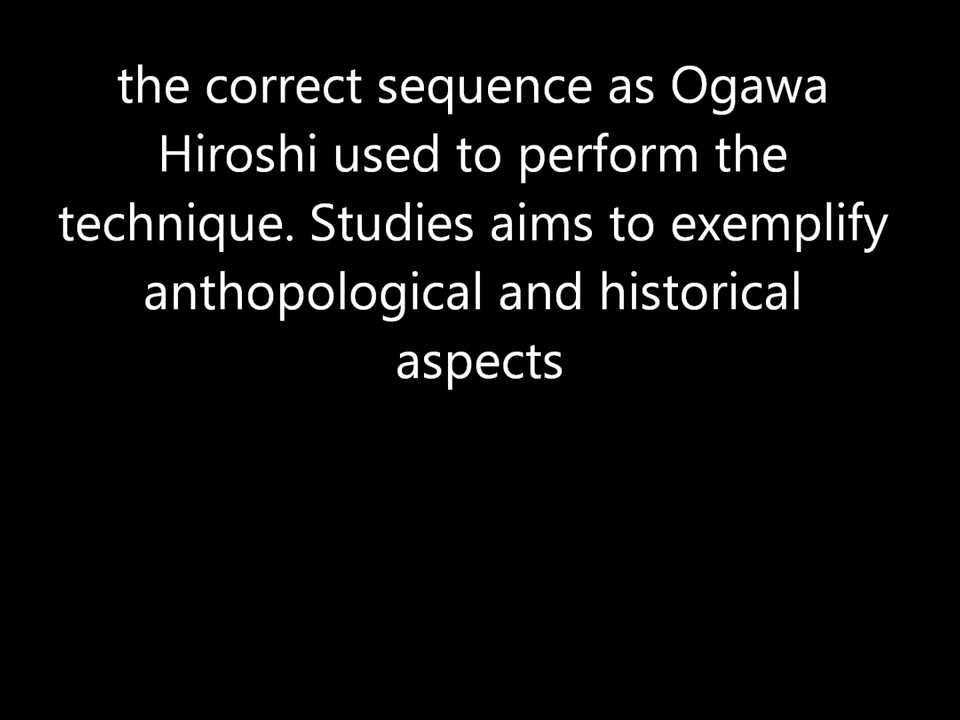 the correct sequence as Ogawa
Hiroshi used to perform the
technique. Studies aims to exemplify
anthopological and historical
aspects